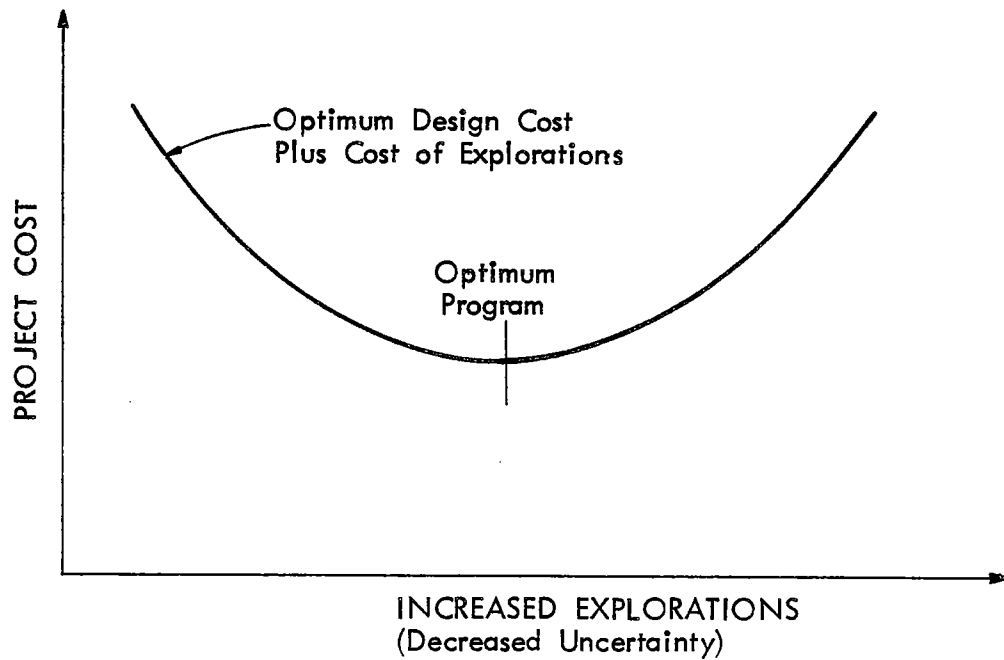 Optimum Design Cost
Plus Cost of Explorations
Optimum
Program
PROJECT COST
INCREASED EXPLORATIONS
(Decreased Uncertainty)